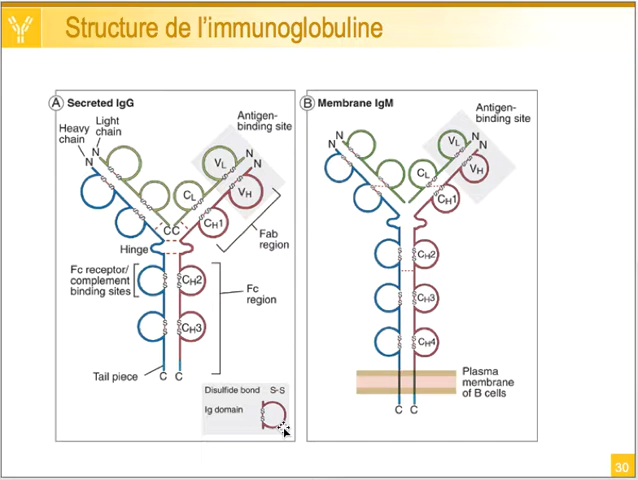 Structure de l'immunoglobuline
A Secreted IgG
Light
chain
Heavy
chain
N
N
Antigen-
binding site
VL
N
N
VH
CL
CH1
CC
Hinge
Fab
region
Fc receptor/
complement
binding sites
CH2
Fc
region
CH3
Tail piece
C C
Disulfide bond S-S
Ig domain
B Membrane IgM
Antigen-
binding site
N
N
VL
N
N
VH
CL
CH1
CH2
CH3
CH4
Plasma
membrane
of B cells
C C
30